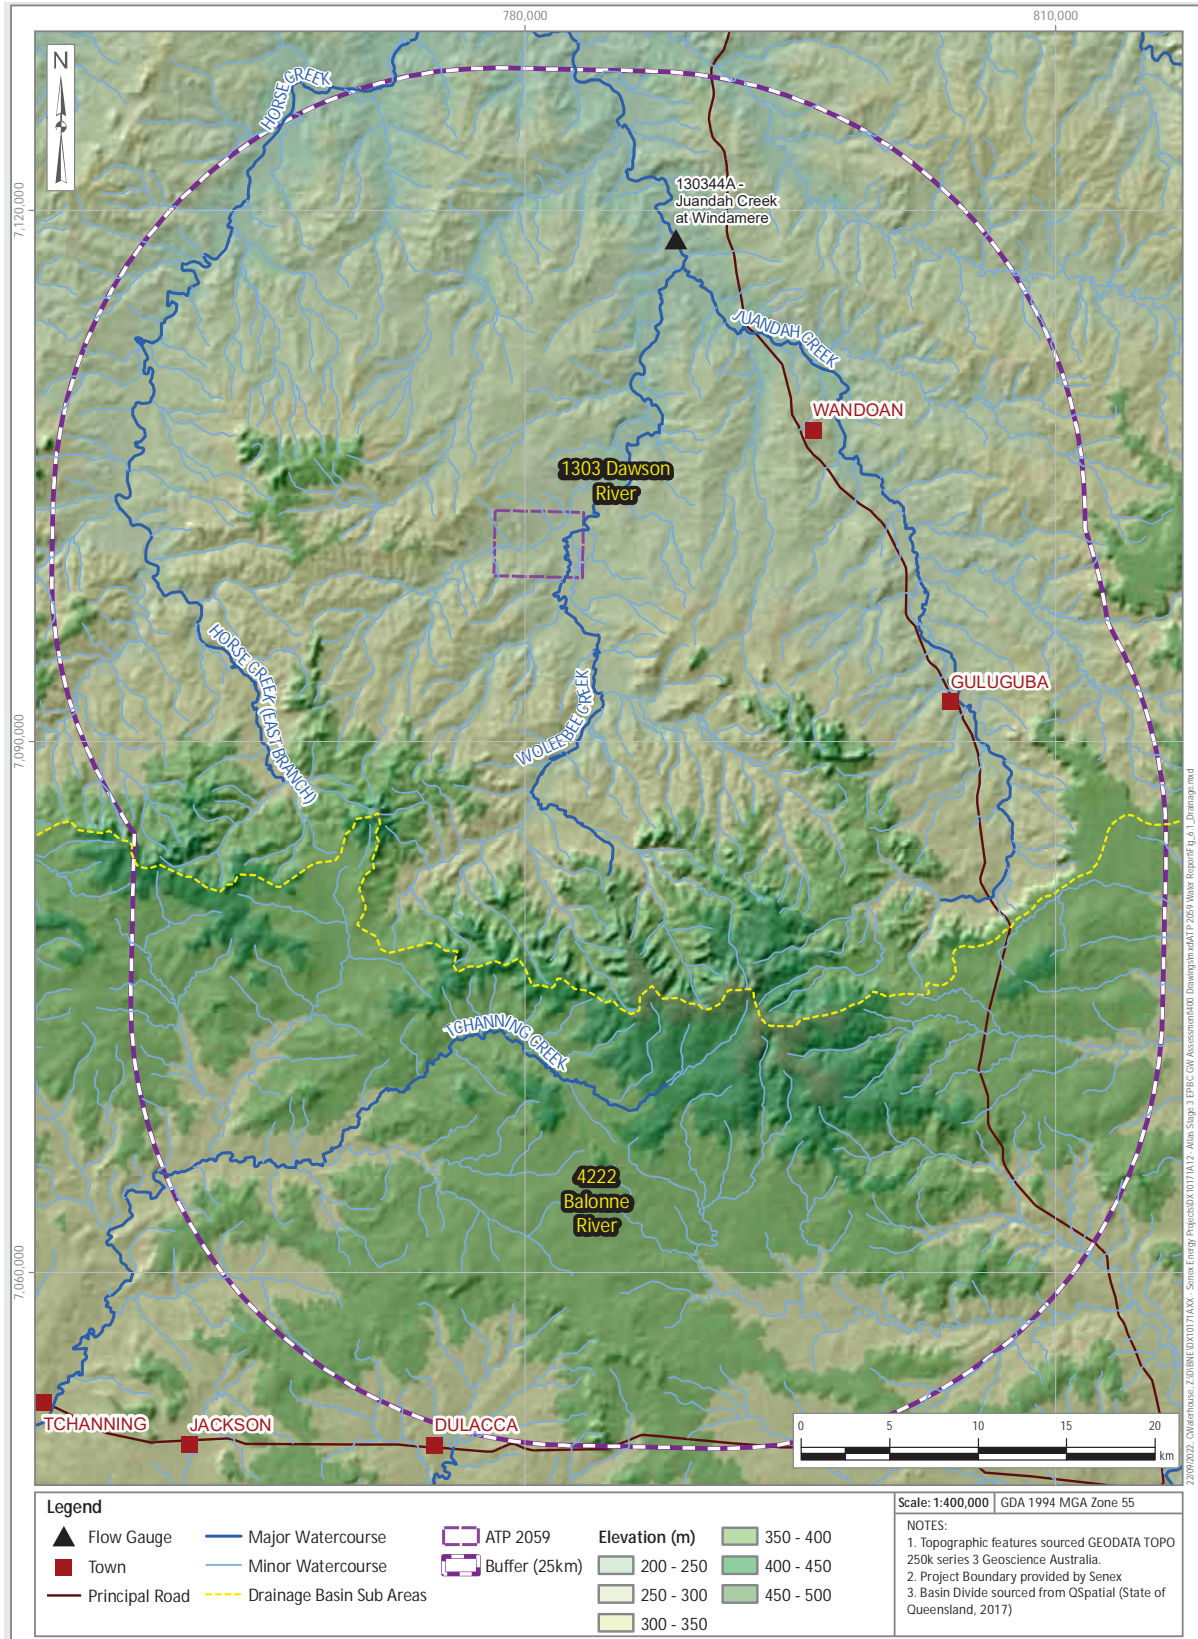 780,000
810,000
N
HORSE CREEK
130344A -
Juandah Creek
at Windamere
7,120,000
JUANDAH CREEK
WANDOAN
1303 Dawson
River
HORSE CREEK (EAST BRANCH)
WOLEEBEE CREEK
GULUGUBA
7,090,000
TCHANNING CREEK
4222
Balonne
River
7,060,000
TCHANNING
JACKSON
DULACCA
0 5 10 15 20
km
Legend
Flow Gauge
Town
Principal Road
Major Watercourse
Minor Watercourse
Drainage Basin Sub Areas
ATP 2059
Buffer (25km)
Elevation (m)
200 - 250
250 - 300
300 - 350
350 - 400
400 - 450
450 - 500
Scale: 1:400,000
GDA 1994 MGA Zone 55
NOTES:
1. Topographic features sourced GEODATA TOPO
250k series 3 Geoscience Australia.
2. Project Boundary provided by Senex
3. Basin Divide sourced from QSpatial (State of
Queensland, 2017)